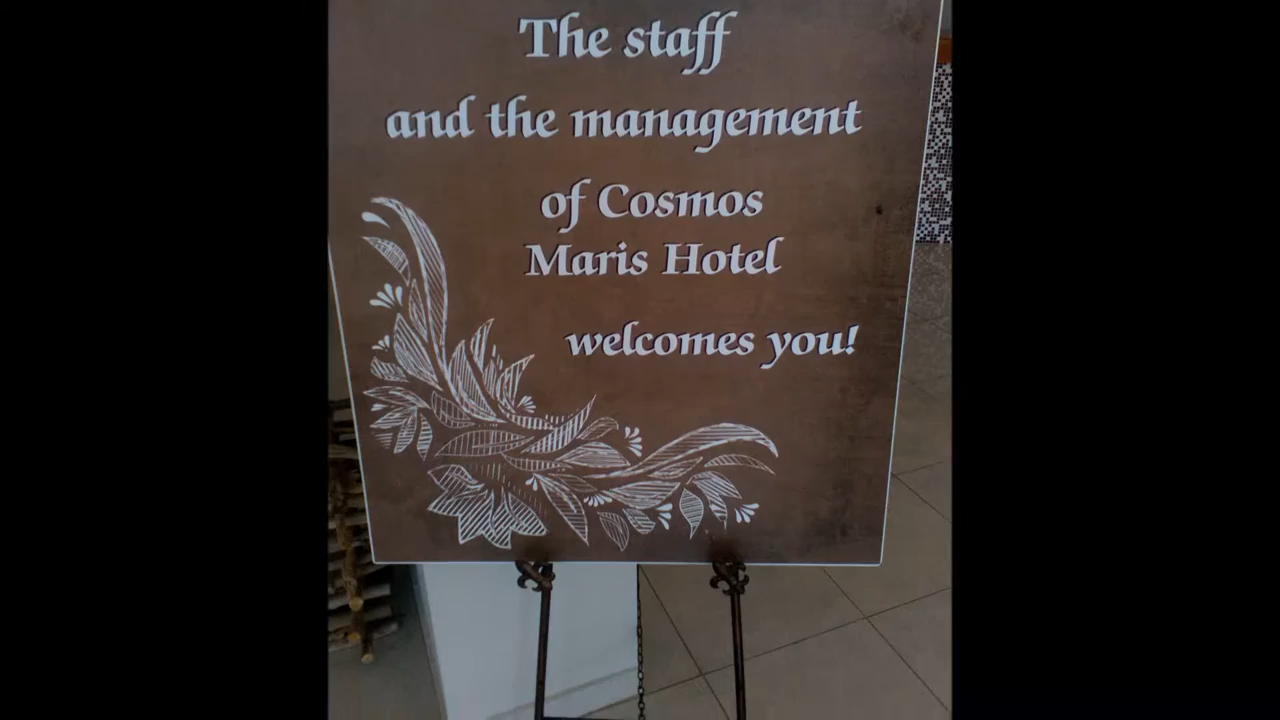 The staff
and the management
of Cosmos
Maris Hotel
welcomes you!